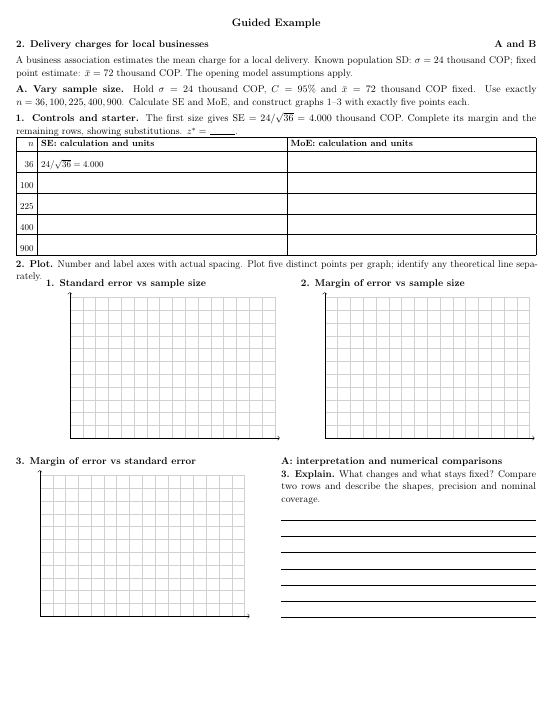 Guided Example
2. Delivery charges for local businesses A and B
A business association estimates the mean charge for a local delivery. Known population SD: σ = 24 thousand COP; fixed
point estimate: x̄ = 72 thousand COP. The opening model assumptions apply.
A. Vary sample size. Hold σ = 24 thousand COP, C = 95% and x̄ = 72 thousand COP fixed. Use exactly
n = 36, 100, 225, 400, 900. Calculate SE and MoE, and construct graphs 1–3 with exactly five points each.
1. Controls and starter. The first size gives SE = 24/√36 = 4.000 thousand COP. Complete its margin and the
remaining rows, showing substitutions. z* = ____.
n SE: calculation and units MoE: calculation and units
36 24/√36 = 4.000
100
225
400
900
2. Plot. Number and label axes with actual spacing. Plot five distinct points per graph; identify any theoretical line sepa-
rately.
1. Standard error vs sample size
2. Margin of error vs sample size
3. Margin of error vs standard error
A: interpretation and numerical comparisons
3. Explain. What changes and what stays fixed? Compare
two rows and describe the shapes, precision and nominal
coverage.